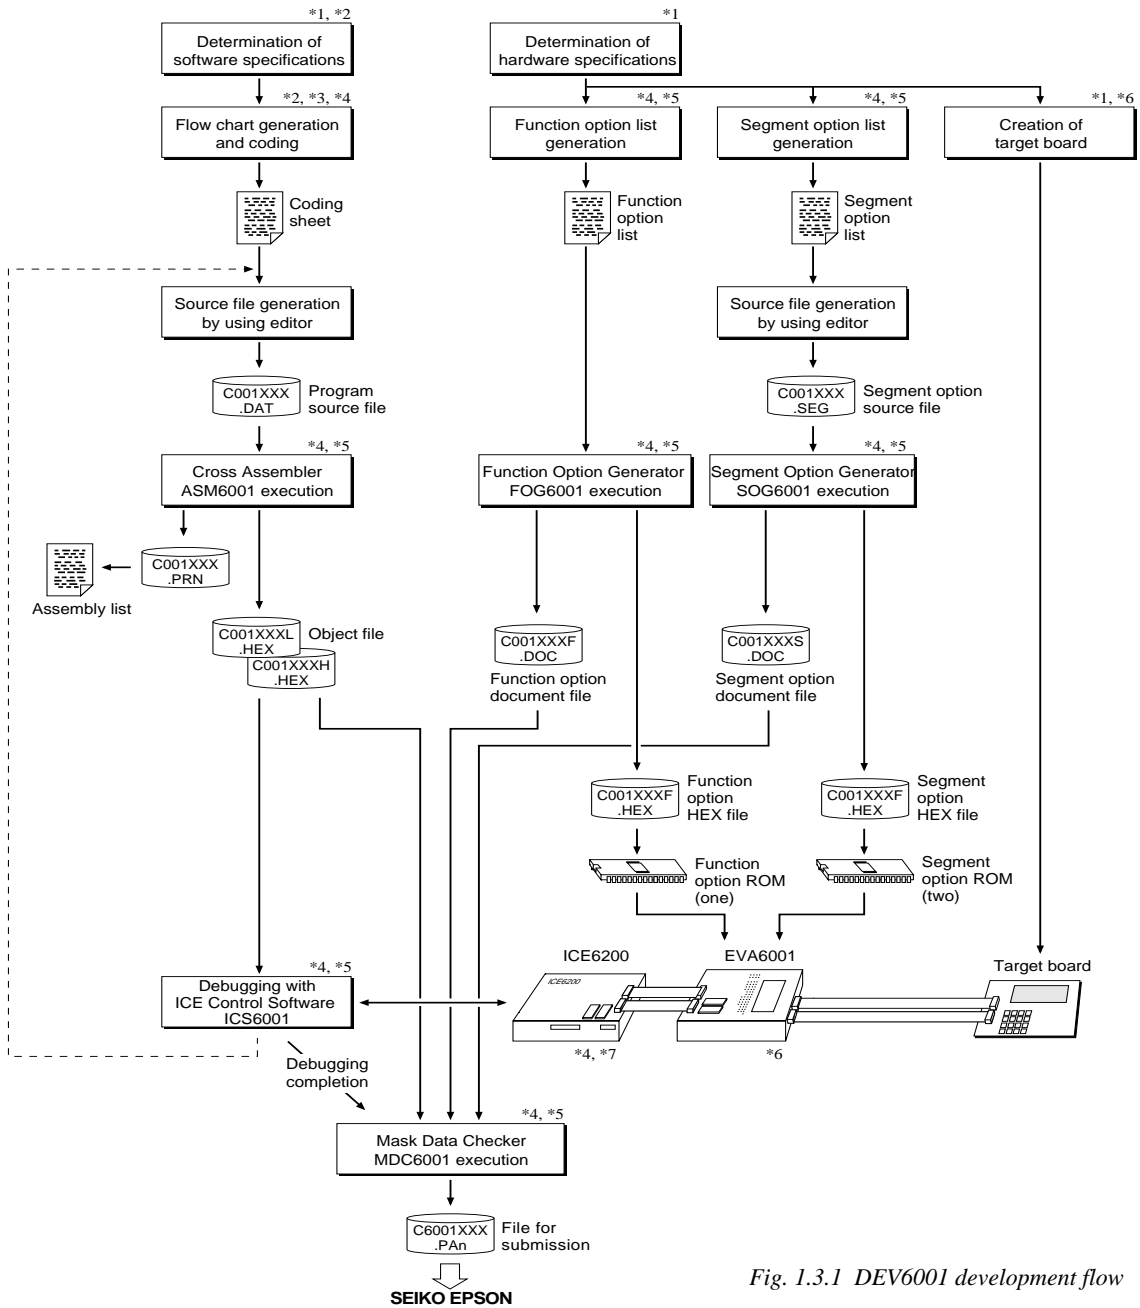 *1, *2
Determination of
software specifications
*1
Determination of
hardware specifications
*2, *3, *4
Flow chart generation
and coding
*4, *5
Function option list
generation
*4, *5
Segment option list
generation
*1, *6
Creation of
target board
Coding
sheet
Function
option
list
Segment
option
list
Source file generation
by using editor
Source file generation
by using editor
C001XXX
.DAT
Program
source file
C001XXX
.SEG
Segment option
source file
*4, *5
Cross Assembler
ASM6001 execution
*4, *5
Function Option Generator
FOG6001 execution
*4, *5
Segment Option Generator
SOG6001 execution
C001XXX
.PRN
Assembly list
C001XXXL
.HEX
Object file
C001XXXH
.HEX
C001XXXF
.DOC
Function option
document file
C001XXXS
.DOC
Segment option
document file
C001XXXF
.HEX
Function
option
HEX file
C001XXXF
.HEX
Segment
option
HEX file
Function
option ROM
(one)
Segment
option ROM
(two)
*4, *5
Debugging with
ICE Control Software
ICS6001
ICE6200
ICE6200
*4, *7
EVA6001
*6
Target board
Debugging
completion
*4, *5
Mask Data Checker
MDC6001 execution
C6001XXX
.PAn
File for
submission
SEIKO EPSON
Fig. 1.3.1 DEV6001 development flow